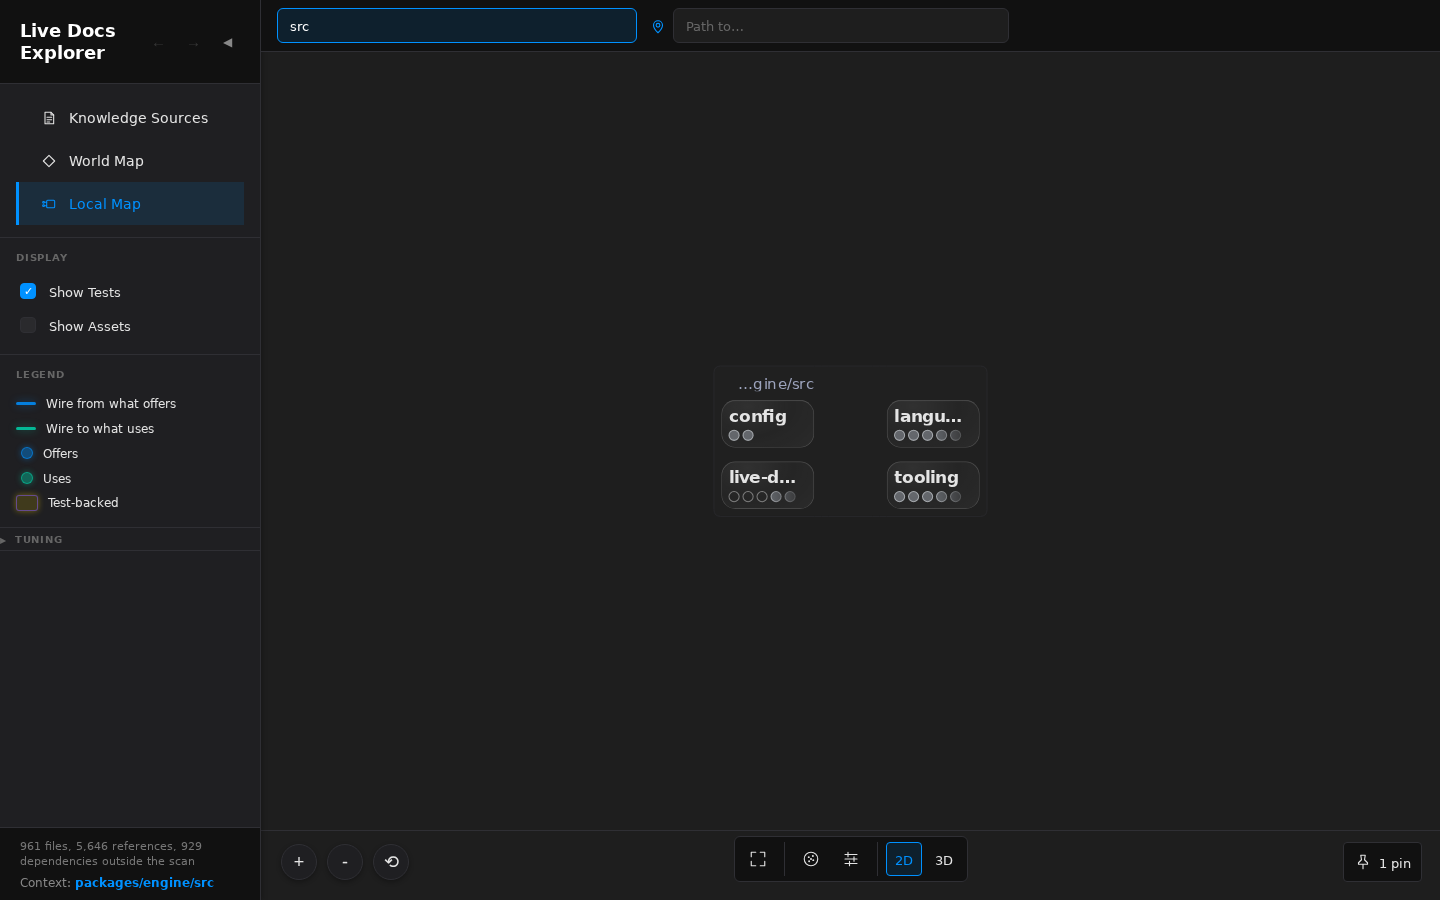 Live Docs
Explorer
Knowledge Sources
World Map
Local Map
DISPLAY
Show Tests
Show Assets
LEGEND
Wire from what offers
Wire to what uses
Offers
Uses
Test-backed
TUNING
961 files, 5,646 references, 929
dependencies outside the scan
Context: packages/engine/src
src
Path to...
...gine/src
config
langu...
live-d...
tooling
+
-
2D
3D
1 pin